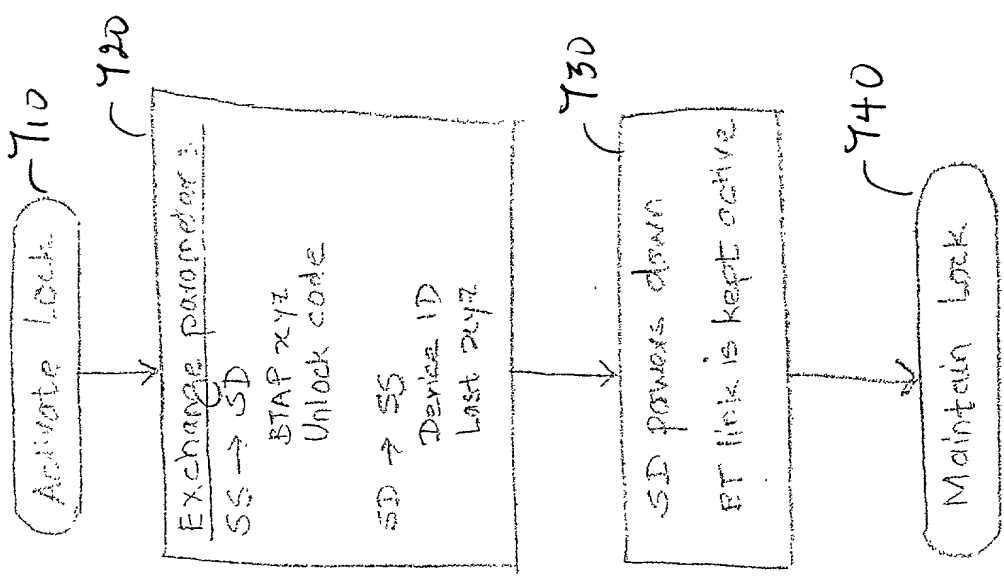 Activate Lock
710
720
Exchange parameters
SS → SD
BTAP xyz
Unlock code
SD → SS
Device ID
Last xyz
730
SD powers down
BT link is kept active
740
Maintain Lock